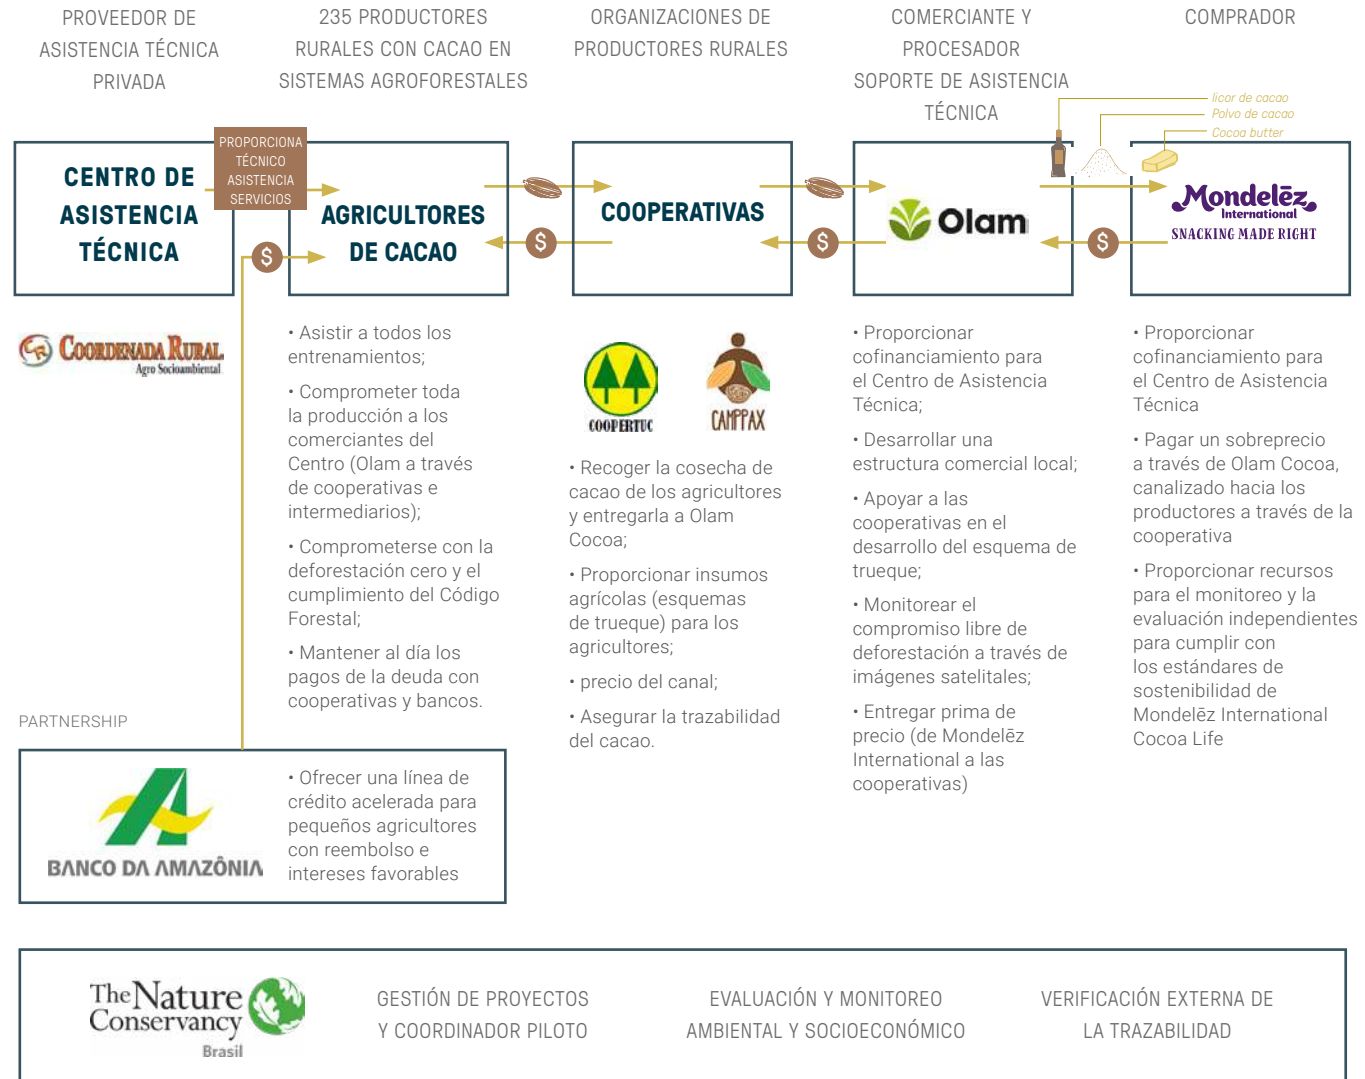 PROVEEDOR DE
ASISTENCIA TÉCNICA
PRIVADA
235 PRODUCTORES
RURALES CON CACAO EN
SISTEMAS AGROFORESTALES
ORGANIZACIONES DE
PRODUCTORES RURALES
COMERCIANTE Y
PROCESADOR
SOPORTE DE ASISTENCIA
TÉCNICA
COMPRADOR
licor de cacao
Polvo de cacao
Cocoa butter
CENTRO DE
ASISTENCIA
TÉCNICA
PROPORCIONA
TÉCNICO
ASISTENCIA
SERVICIOS
$
AGRICULTORES
DE CACAO
$
COOPERATIVAS
$
Olam
$
Mondelēz
International
SNACKING MADE RIGHT
CR COORDENADA RURAL
Agro Socioambiental
• Asistir a todos los
entrenamientos;
• Comprometer toda
la producción a los
comerciantes del
Centro (Olam a través
de cooperativas e
intermediarios);
• Comprometerse con la
deforestación cero y el
cumplimiento del Código
Forestal;
• Mantener al día los
pagos de la deuda con
cooperativas y bancos.
COOPERTUC
CAMPPAX
• Recoger la cosecha de
cacao de los agricultores
y entregarla a Olam
Cocoa;
• Proporcionar insumos
agrícolas (esquemas
de trueque) para los
agricultores;
• precio del canal;
• Asegurar la trazabilidad
del cacao.
• Proporcionar
cofinanciamiento para
el Centro de Asistencia
Técnica;
• Desarrollar una
estructura comercial local;
• Apoyar a las
cooperativas en el
desarrollo del esquema de
trueque;
• Monitorear el
compromiso libre de
deforestación a través de
imágenes satelitales;
• Entregar prima de
precio (de Mondelēz
International a las
cooperativas)
• Proporcionar
cofinanciamiento para
el Centro de Asistencia
Técnica
• Pagar un sobreprecio
a través de Olam Cocoa,
canalizado hacia los
productores a través de la
cooperativa
• Proporcionar recursos
para el monitoreo y la
evaluación independientes
para cumplir con
los estándares de
sostenibilidad de
Mondelēz International
Cocoa Life
PARTNERSHIP
BANCO DA AMAZÔNIA
• Ofrecer una línea de
crédito acelerada para
pequeños agricultores
con reembolso e
intereses favorables
The Nature
Conservancy
Brasil
GESTIÓN DE PROYECTOS
Y COORDINADOR PILOTO
EVALUACIÓN Y MONITOREO
AMBIENTAL Y SOCIOECONÓMICO
VERIFICACIÓN EXTERNA DE
LA TRAZABILIDAD